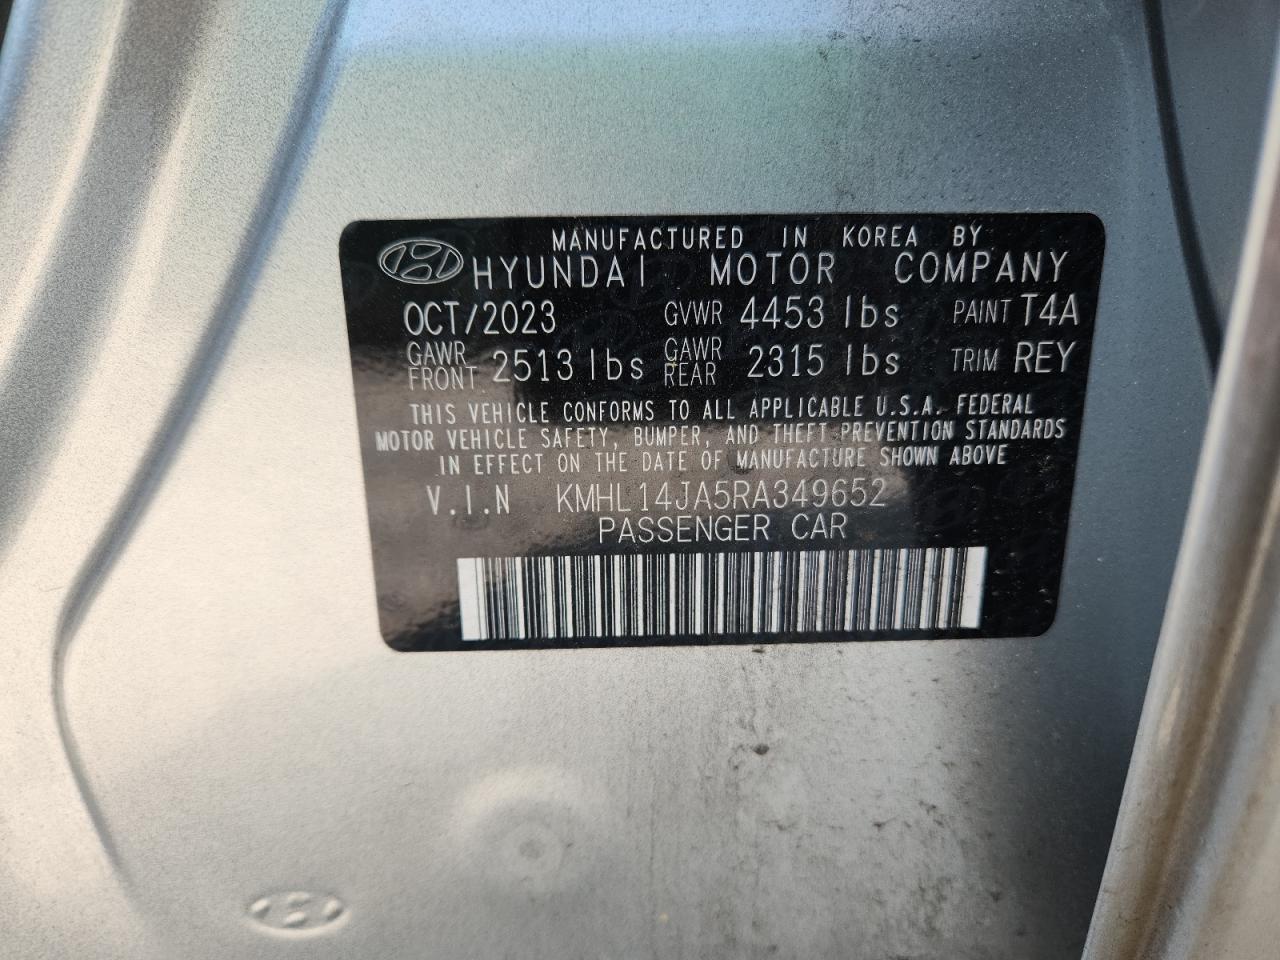 MANUFACTURED IN KOREA BY
HYUNDAI MOTOR COMPANY
OCT/2023 GVWR 4453 lbs PAINT T4A
GAWR FRONT 2513 lbs GAWR REAR 2315 lbs TRIM REY
THIS VEHICLE CONFORMS TO ALL APPLICABLE U.S.A. FEDERAL
MOTOR VEHICLE SAFETY, BUMPER, AND THEFT PREVENTION STANDARDS
IN EFFECT ON THE DATE OF MANUFACTURE SHOWN ABOVE
V.I.N KMHL14JA5RA349652
PASSENGER CAR